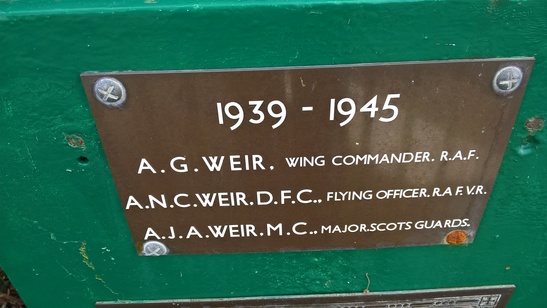 1939 - 1945
A.G.WEIR, WING COMMANDER. R.A.F.
A.N.C.WEIR.D.F.C., FLYING OFFICER. R.A.F.V.R.
A.J.A.WEIR.M.C., MAJOR.SCOTS GUARDS.